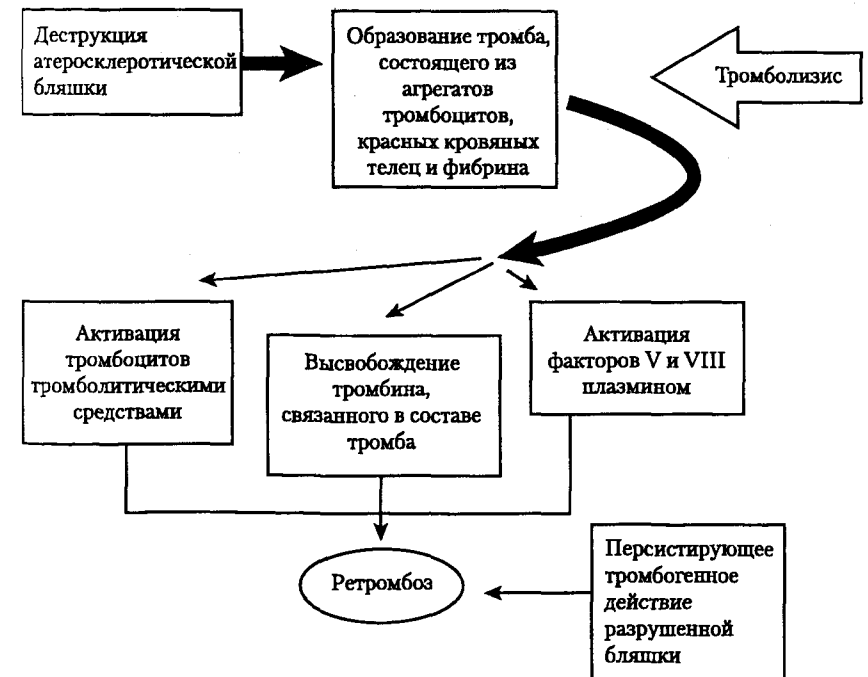 Деструкция
атеросклеротической
бляшки
Образование тромба,
состоящего из
агрегатов
тромбоцитов,
красных кровяных
телец и фибрина
Тромболизис
Активация
тромбоцитов
тромболитическими
средствами
Высвобождение
тромбина,
связанного в составе
тромба
Активация
факторов V и VIII
плазмином
Ретромбоз
Персистирующее
тромбогенное
действие
разрушенной
бляшки